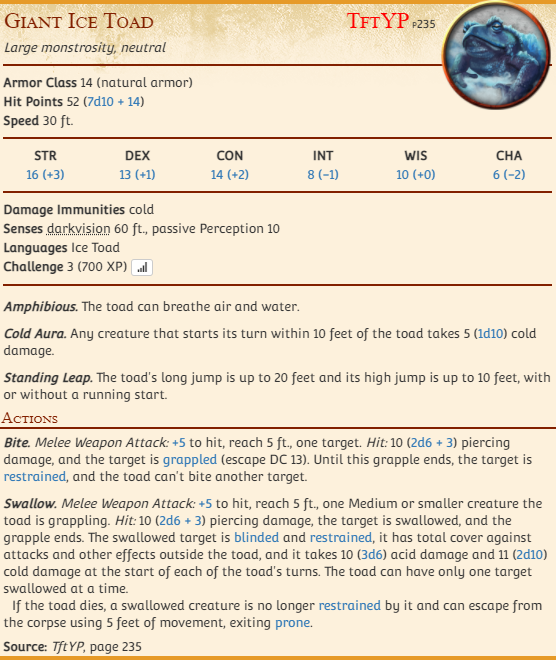 Giant Ice Toad
TftYP p235
Large monstrosity, neutral
Armor Class 14 (natural armor)
Hit Points 52 (7d10 + 14)
Speed 30 ft.
STR DEX CON INT WIS CHA
16 (+3) 13 (+1) 14 (+2) 8 (−1) 10 (+0) 6 (−2)
Damage Immunities cold
Senses darkvision 60 ft., passive Perception 10
Languages Ice Toad
Challenge 3 (700 XP)
Amphibious. The toad can breathe air and water.
Cold Aura. Any creature that starts its turn within 10 feet of the toad takes 5 (1d10) cold
damage.
Standing Leap. The toad's long jump is up to 20 feet and its high jump is up to 10 feet, with
or without a running start.
Actions
Bite. Melee Weapon Attack: +5 to hit, reach 5 ft., one target. Hit: 10 (2d6 + 3) piercing
damage, and the target is grappled (escape DC 13). Until this grapple ends, the target is
restrained, and the toad can't bite another target.
Swallow. Melee Weapon Attack: +5 to hit, reach 5 ft., one Medium or smaller creature the
toad is grappling. Hit: 10 (2d6 + 3) piercing damage, the target is swallowed, and the
grapple ends. The swallowed target is blinded and restrained, it has total cover against
attacks and other effects outside the toad, and it takes 10 (3d6) acid damage and 11 (2d10)
cold damage at the start of each of the toad's turns. The toad can have only one target
swallowed at a time.
If the toad dies, a swallowed creature is no longer restrained by it and can escape from
the corpse using 5 feet of movement, exiting prone.
Source: TftYP, page 235